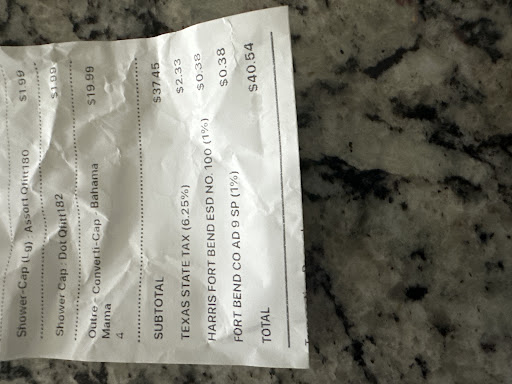 Shower-Cap (Lg) · Assort Qhtt180 $1.99
Shower Cap · Dot Qhtt182 $1.99
Outre - Converti-Cap · Bahama $19.99
Mama
4
SUBTOTAL $37.45
TEXAS STATE TAX (6.25%) $2.33
HARRIS FORT BEND ESD NO. 100 (1%) $0.38
FORT BEND CO AD 9 SP (1%) $0.38
TOTAL $40.54